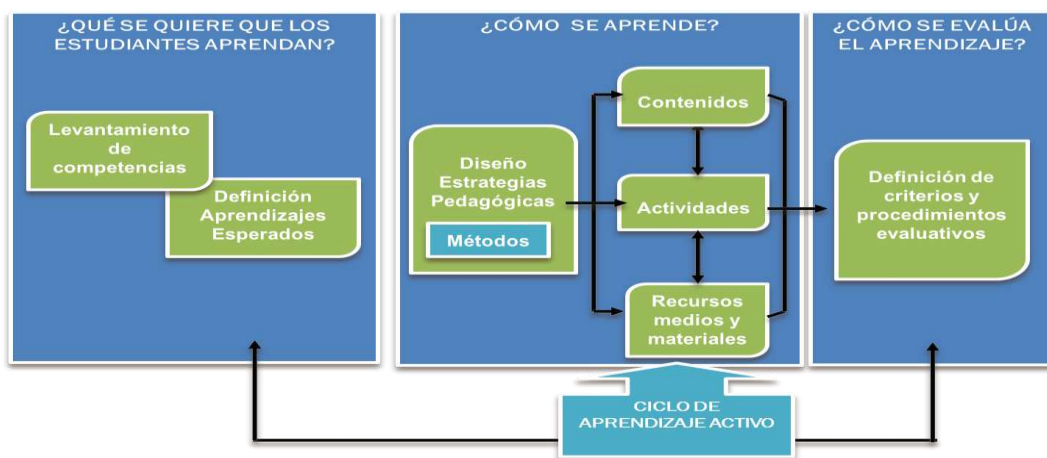 ¿QUÉ SE QUIERE QUE LOS
ESTUDIANTES APRENDAN?
Levantamiento
de
competencias
Definición
Aprendizajes
Esperados
¿CÓMO SE APRENDE?
Diseño
Estrategias
Pedagógicas
Métodos
Contenidos
Actividades
Recursos
medios y
materiales
¿CÓMO SE EVALÚA
EL APRENDIZAJE?
Definición de
criterios y
procedimientos
evaluativos
CICLO DE
APRENDIZAJE ACTIVO